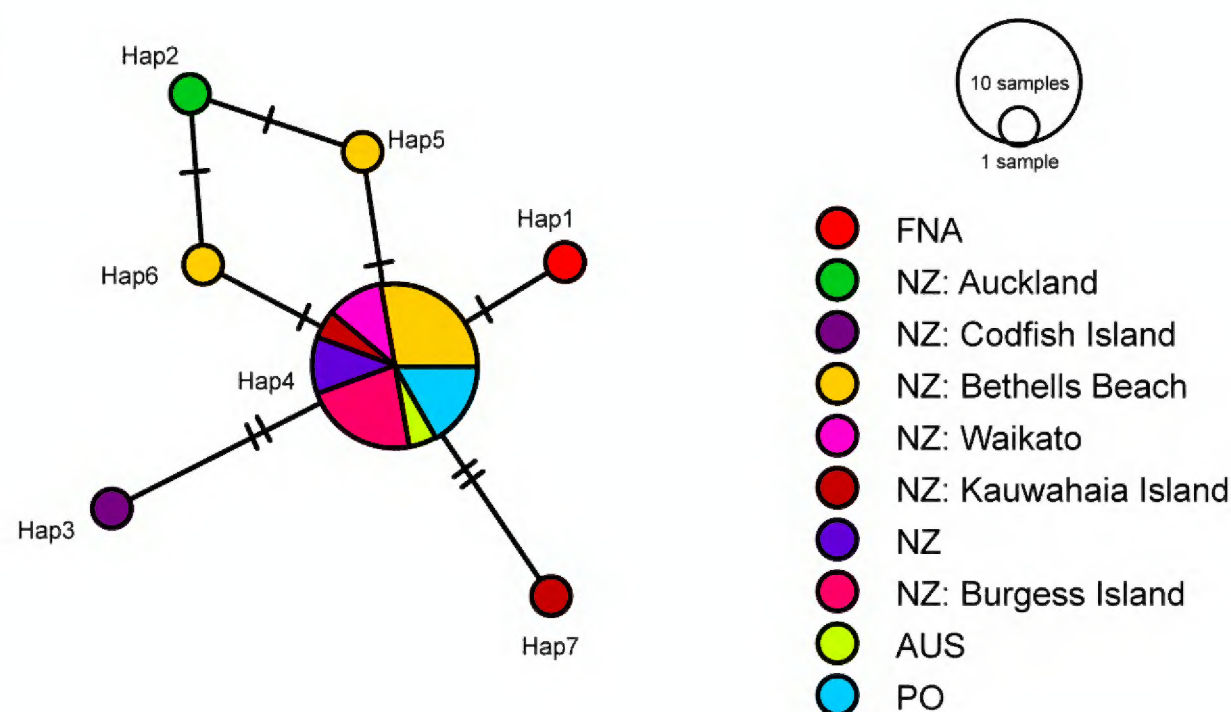 Hap2
Hap5
Hap1
Hap6
Hap4
Hap3
Hap7
10 samples
1 sample
FNA
NZ: Auckland
NZ: Codfish Island
NZ: Bethells Beach
NZ: Waikato
NZ: Kauwahaia Island
NZ
NZ: Burgess Island
AUS
PO